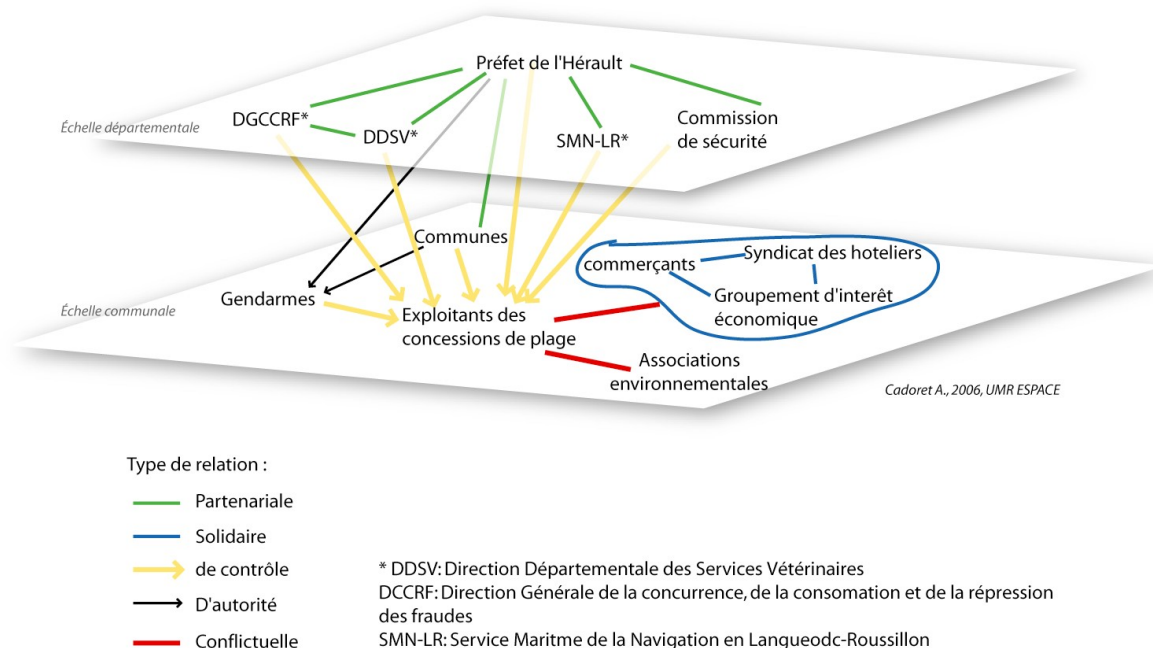 Préfet de l'Hérault
DGCCRF*
Échelle départementale
DDSV*
SMN-LR*
Commission
de sécurité
Communes
commerçants
Syndicat des hoteliers
Gendarmes
Groupement d'interêt
économique
Échelle communale
Exploitants des
concessions de plage
Associations
environnementales
Cadoret A., 2006, UMR ESPACE
Type de relation :
Partenariale
Solidaire
de contrôle
D'autorité
Conflictuelle
* DDSV: Direction Départementale des Services Vétérinaires
DCCRF: Direction Générale de la concurrence, de la consomation et de la répression
des fraudes
SMN-LR: Service Maritme de la Navigation en Langueodc-Roussillon